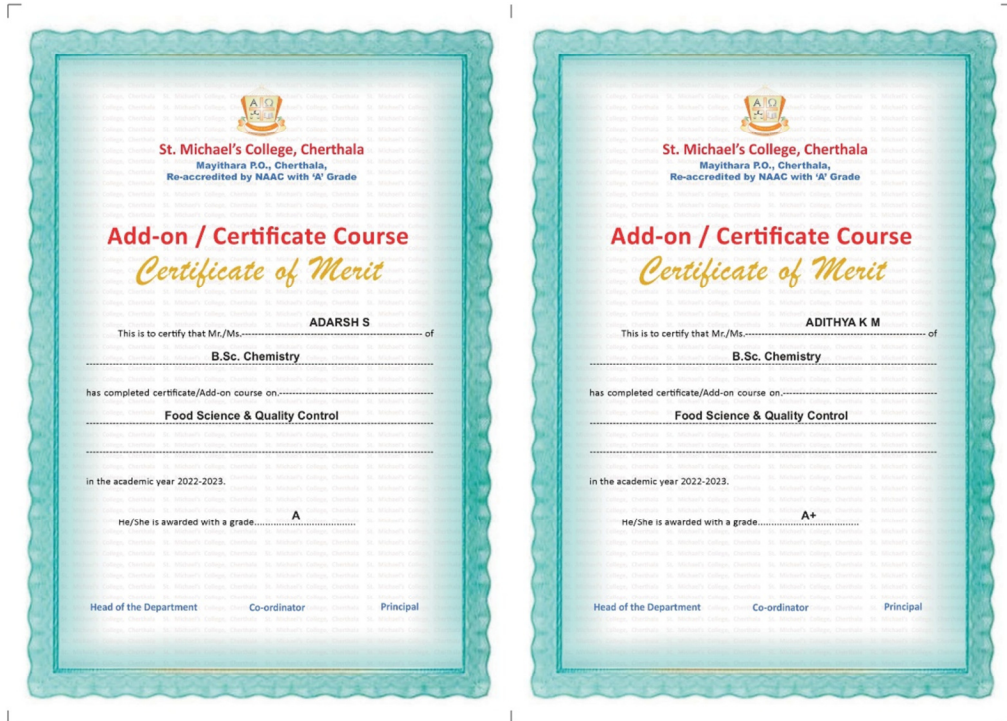 St. Michael's College, Cherthala
Mayithara P.O., Cherthala,
Re-accredited by NAAC with 'A' Grade
Add-on / Certificate Course
Certificate of Merit
ADARSH S
This is to certify that Mr./Ms.------------------------------ of
B.Sc. Chemistry
has completed certificate/Add-on course on.------------------------------
Food Science & Quality Control
in the academic year 2022-2023.
A
He/She is awarded with a grade....................................
Head of the Department Co-ordinator Principal
St. Michael's College, Cherthala
Mayithara P.O., Cherthala,
Re-accredited by NAAC with 'A' Grade
Add-on / Certificate Course
Certificate of Merit
ADITHYA K M
This is to certify that Mr./Ms.------------------------------ of
B.Sc. Chemistry
has completed certificate/Add-on course on.------------------------------
Food Science & Quality Control
in the academic year 2022-2023.
A+
He/She is awarded with a grade....................................
Head of the Department Co-ordinator Principal